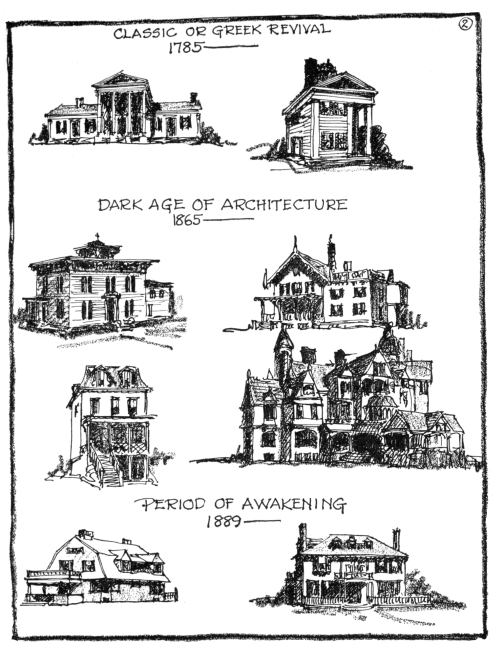 ②
CLASSIC OR GREEK REVIVAL
1785
DARK AGE OF ARCHITECTURE
1865
PERIOD OF AWAKENING
1889